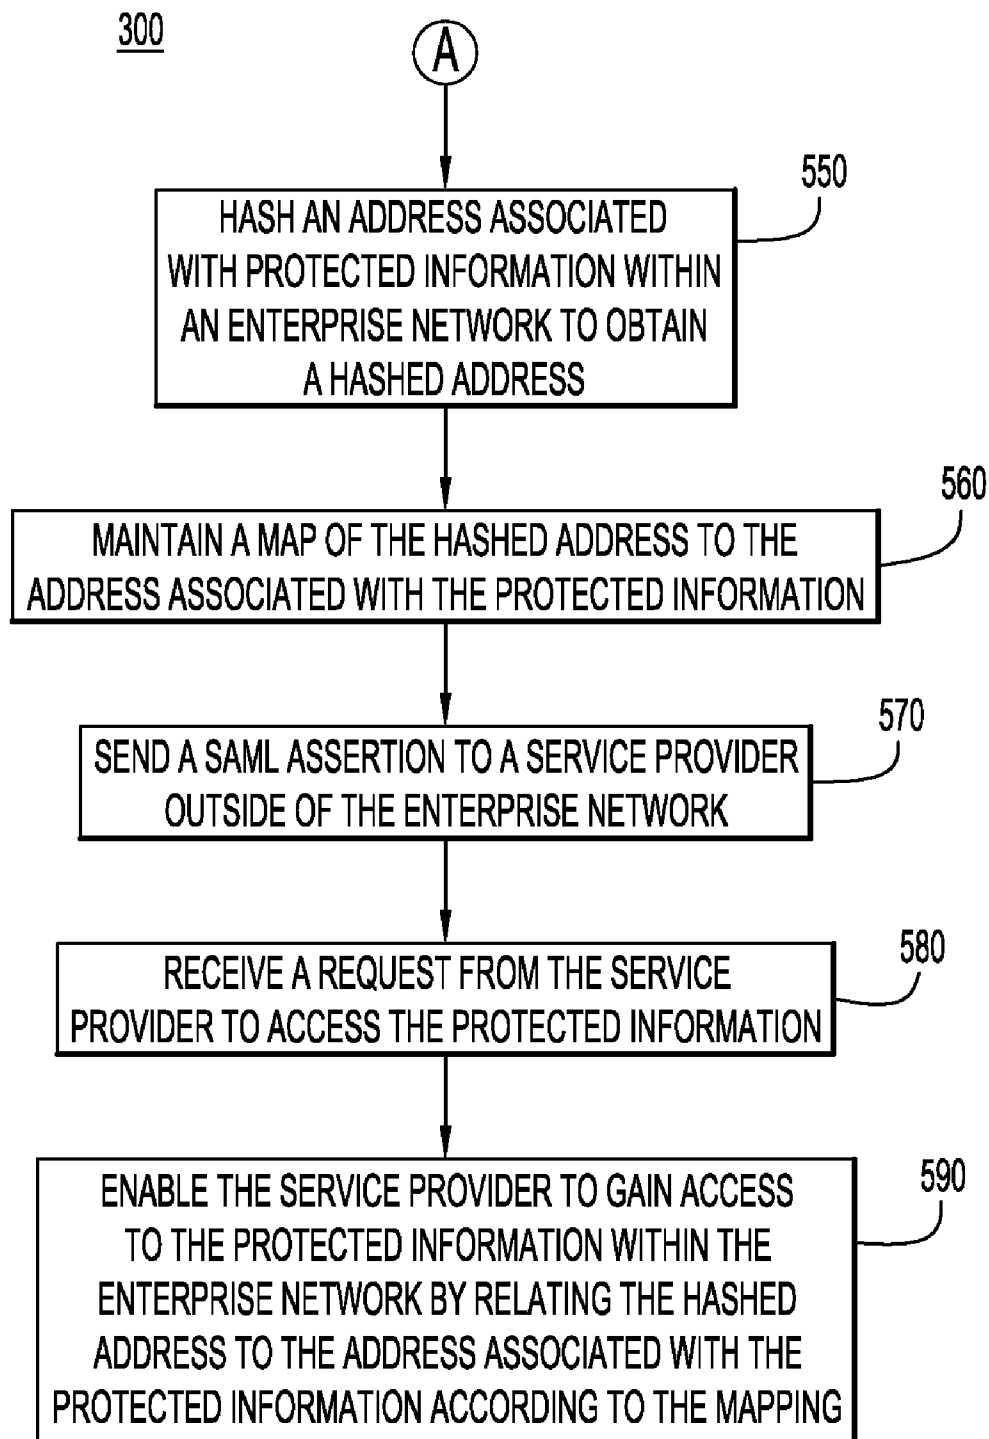 300
A
550
HASH AN ADDRESS ASSOCIATED
WITH PROTECTED INFORMATION WITHIN
AN ENTERPRISE NETWORK TO OBTAIN
A HASHED ADDRESS
560
MAINTAIN A MAP OF THE HASHED ADDRESS TO THE
ADDRESS ASSOCIATED WITH THE PROTECTED INFORMATION
570
SEND A SAML ASSERTION TO A SERVICE PROVIDER
OUTSIDE OF THE ENTERPRISE NETWORK
580
RECEIVE A REQUEST FROM THE SERVICE
PROVIDER TO ACCESS THE PROTECTED INFORMATION
590
ENABLE THE SERVICE PROVIDER TO GAIN ACCESS
TO THE PROTECTED INFORMATION WITHIN THE
ENTERPRISE NETWORK BY RELATING THE HASHED
ADDRESS TO THE ADDRESS ASSOCIATED WITH THE
PROTECTED INFORMATION ACCORDING TO THE MAPPING